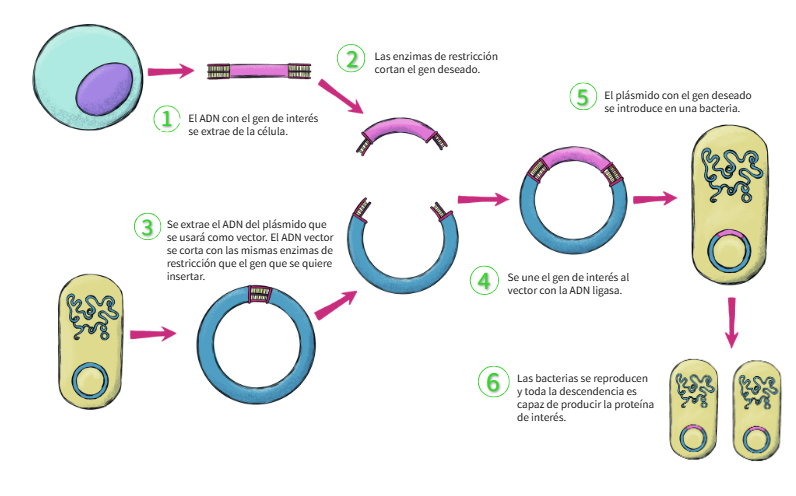 1
El ADN con el gen de interés
se extrae de la célula.
2
Las enzimas de restricción
cortan el gen deseado.
3
Se extrae el ADN del plásmido que
se usará como vector. El ADN vector
se corta con las mismas enzimas de
restricción que el gen que se quiere
insertar.
4
Se une el gen de interés al
vector con la ADN ligasa.
5
El plásmido con el gen deseado
se introduce en una bacteria.
6
Las bacterias se reproducen
y toda la descendencia es
capaz de producir la proteína
de interés.